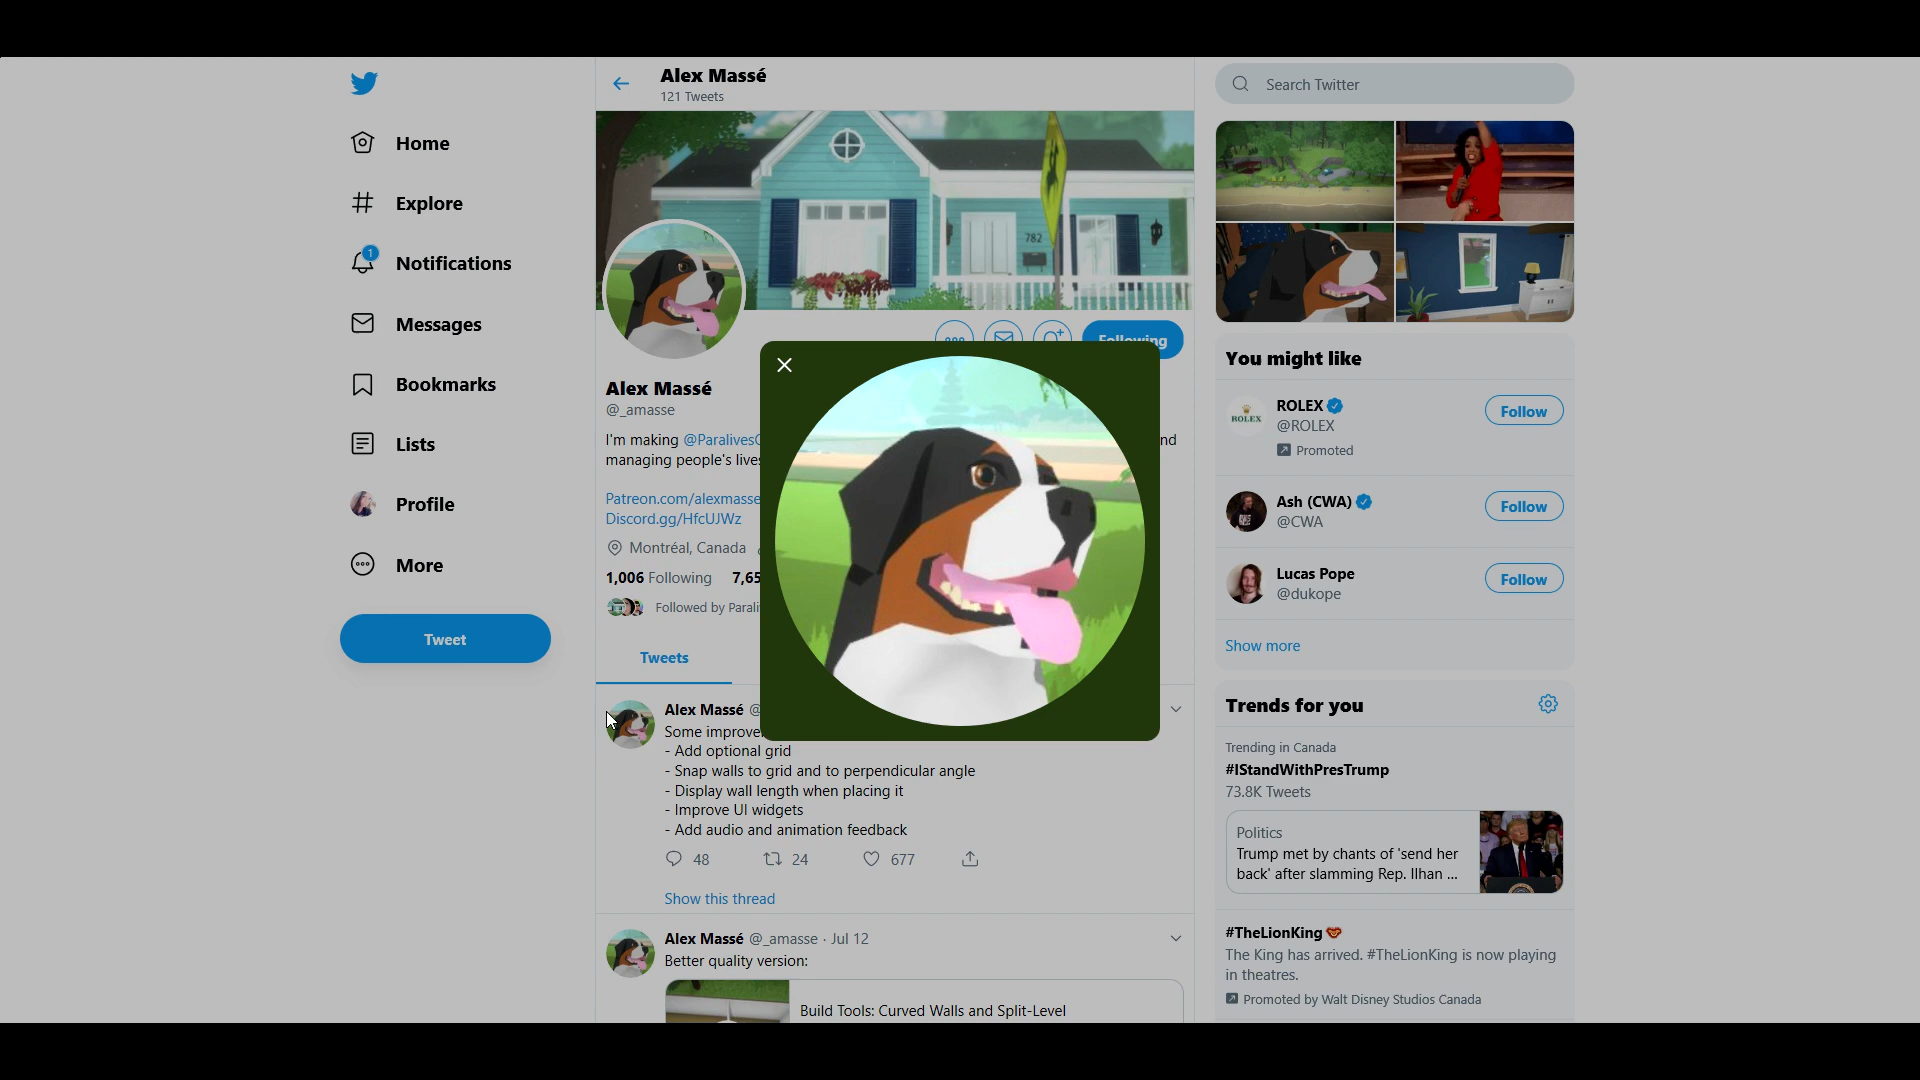 Home
Explore
1
Notifications
Messages
Bookmarks
Lists
Profile
More
Tweet
Alex Massé
121 Tweets
782
Following
Alex Massé
@_amasse
I'm making @Paralives
nd
managing people's lives
Patreon.com/alexmasse
Discord.gg/HfcUJWz
Montréal, Canada
1,006 Following 7,65
Followed by Parali
Tweets
Alex Massé @
Some improve
- Add optional grid
- Snap walls to grid and to perpendicular angle
- Display wall length when placing it
- Improve UI widgets
- Add audio and animation feedback
48 24 677
Show this thread
Alex Massé @_amasse · Jul 12
Better quality version:
Build Tools: Curved Walls and Split-Level
Search Twitter
You might like
ROLEX
ROLEX
@ROLEX
Promoted
Follow
Ash (CWA)
@CWA
Follow
Lucas Pope
@dukope
Follow
Show more
Trends for you
Trending in Canada
#IStandWithPresTrump
73.8K Tweets
Politics
Trump met by chants of 'send her
back' after slamming Rep. Ilhan ...
#TheLionKing
The King has arrived. #TheLionKing is now playing
in theatres.
Promoted by Walt Disney Studios Canada